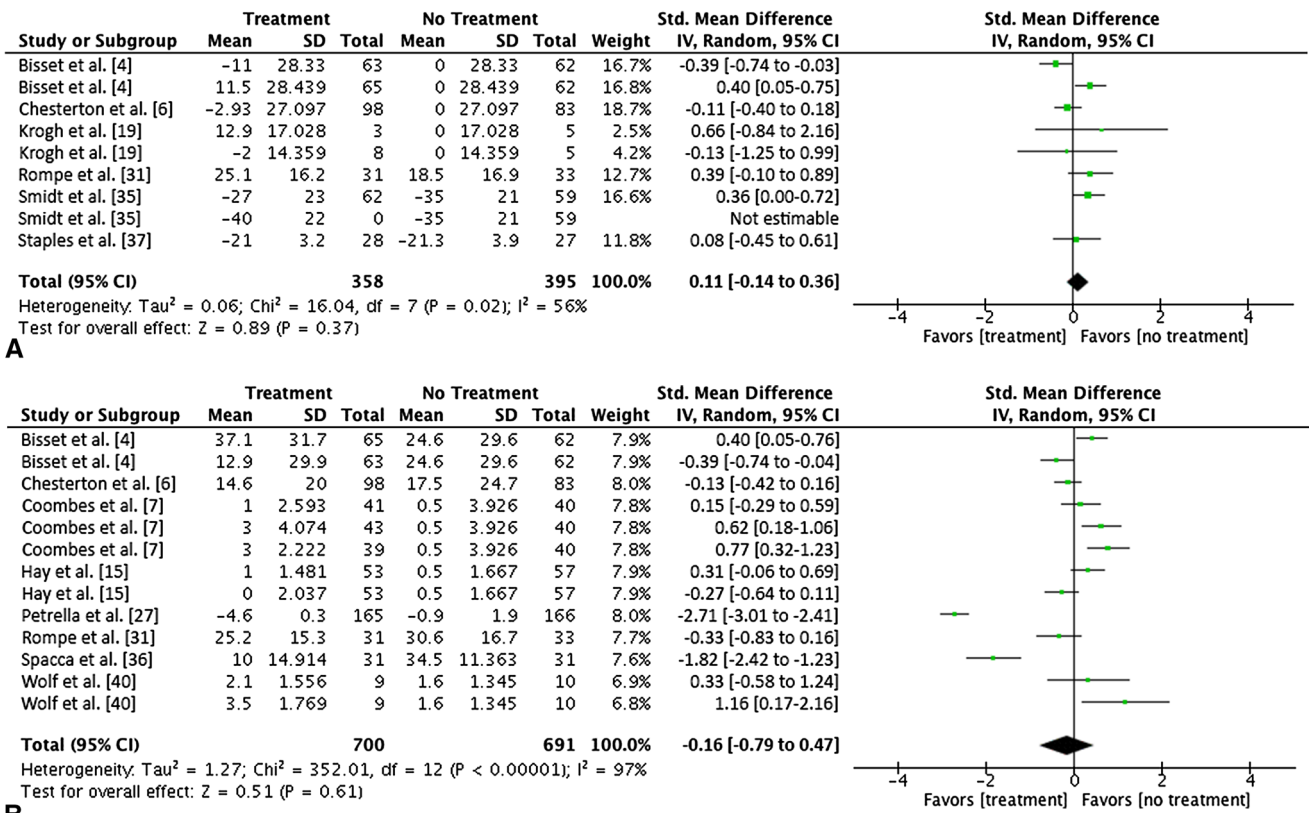 Treatment No Treatment Std. Mean Difference Std. Mean Difference
Study or Subgroup Mean SD Total Mean SD Total Weight IV, Random, 95% CI IV, Random, 95% CI
Bisset et al. [4] −11 28.33 63 0 28.33 62 16.7% -0.39 [-0.74 to -0.03]
Bisset et al. [4] 11.5 28.439 65 0 28.439 62 16.8% 0.40 [0.05-0.75]
Chesterton et al. [6] −2.93 27.097 98 0 27.097 83 18.7% -0.11 [-0.40 to 0.18]
Krogh et al. [19] 12.9 17.028 3 0 17.028 5 2.5% 0.66 [-0.84 to 2.16]
Krogh et al. [19] −2 14.359 8 0 14.359 5 4.2% -0.13 [-1.25 to 0.99]
Rompe et al. [31] 25.1 16.2 31 18.5 16.9 33 12.7% 0.39 [-0.10 to 0.89]
Smidt et al. [35] −27 23 62 −35 21 59 16.6% 0.36 [0.00-0.72]
Smidt et al. [35] −40 22 0 −35 21 59 Not estimable
Staples et al. [37] −21 3.2 28 −21.3 3.9 27 11.8% 0.08 [-0.45 to 0.61]
Total (95% CI) 358 395 100.0% 0.11 [-0.14 to 0.36]
Heterogeneity: Tau² = 0.06; Chi² = 16.04, df = 7 (P = 0.02); I² = 56%
Test for overall effect: Z = 0.89 (P = 0.37)
−4 −2 0 2 4
Favors [treatment] Favors [no treatment]
A
Treatment No Treatment Std. Mean Difference Std. Mean Difference
Study or Subgroup Mean SD Total Mean SD Total Weight IV, Random, 95% CI IV, Random, 95% CI
Bisset et al. [4] 37.1 31.7 65 24.6 29.6 62 7.9% 0.40 [0.05-0.76]
Bisset et al. [4] 12.9 29.9 63 24.6 29.6 62 7.9% -0.39 [-0.74 to -0.04]
Chesterton et al. [6] 14.6 20 98 17.5 24.7 83 8.0% -0.13 [-0.42 to 0.16]
Coombes et al. [7] 1 2.593 41 0.5 3.926 40 7.8% 0.15 [-0.29 to 0.59]
Coombes et al. [7] 3 4.074 43 0.5 3.926 40 7.8% 0.62 [0.18-1.06]
Coombes et al. [7] 3 2.222 39 0.5 3.926 40 7.8% 0.77 [0.32-1.23]
Hay et al. [15] 1 1.481 53 0.5 1.667 57 7.9% 0.31 [-0.06 to 0.69]
Hay et al. [15] 0 2.037 53 0.5 1.667 57 7.9% -0.27 [-0.64 to 0.11]
Petrella et al. [27] −4.6 0.3 165 −0.9 1.9 166 8.0% -2.71 [-3.01 to -2.41]
Rompe et al. [31] 25.2 15.3 31 30.6 16.7 33 7.7% -0.33 [-0.83 to 0.16]
Spacca et al. [36] 10 14.914 31 34.5 11.363 31 7.6% -1.82 [-2.42 to -1.23]
Wolf et al. [40] 2.1 1.556 9 1.6 1.345 10 6.9% 0.33 [-0.58 to 1.24]
Wolf et al. [40] 3.5 1.769 9 1.6 1.345 10 6.8% 1.16 [0.17-2.16]
Total (95% CI) 700 691 100.0% -0.16 [-0.79 to 0.47]
Heterogeneity: Tau² = 1.27; Chi² = 352.01, df = 12 (P < 0.00001); I² = 97%
Test for overall effect: Z = 0.51 (P = 0.61)
−4 −2 0 2 4
Favors [treatment] Favors [no treatment]
B